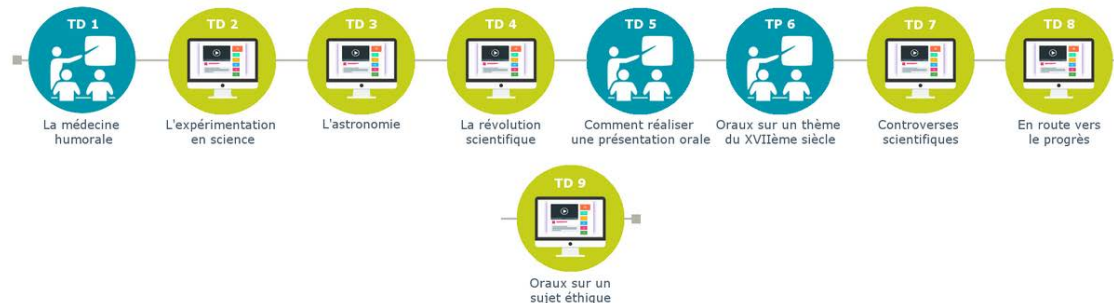 TD 1
TD 2
TD 3
TD 4
TD 5
TP 6
TD 7
TD 8
La médecine
humorale
L'expérimentation
en science
L'astronomie
La révolution
scientifique
Comment réaliser
une présentation orale
Oraux sur un thème
du XVIIème siècle
Controverses
scientifiques
En route vers
le progrès
TD 9
Oraux sur un
sujet éthique